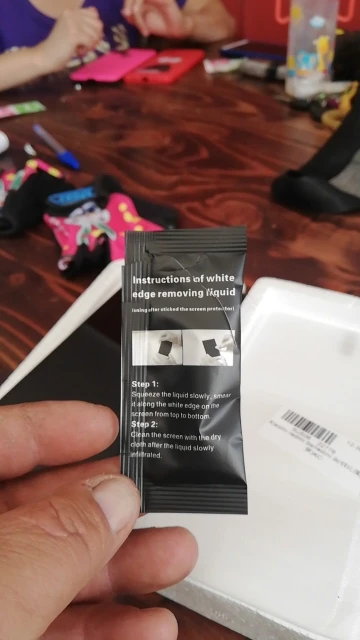 Instructions of white
edge removing liquid
(using after sticked the screen protector)
Step 1:
Squeeze the liquid slowly, smear
it along the white edge on the
screen from top to bottom.
Step 2:
Clean the screen with the dry
cloth after the liquid slowly
infiltrated.